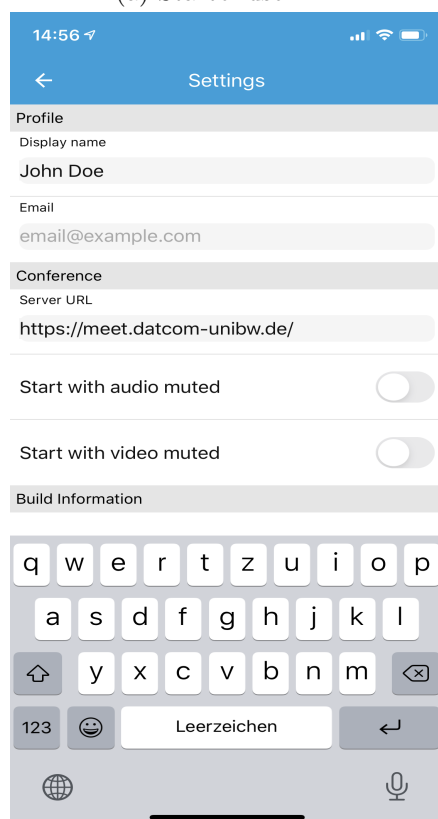 14:56
Settings
Profile
Display name
John Doe
Email
email@example.com
Conference
Server URL
https://meet.datcom-unibw.de/
Start with audio muted
Start with video muted
Build Information
q w e r t z u i o p
a s d f g h j k l
y x c v b n m
123 Leerzeichen